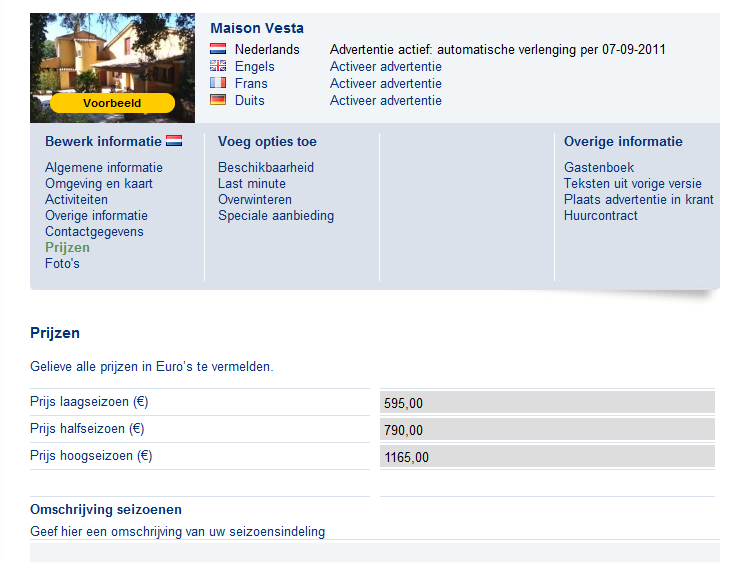 Maison Vesta
Nederlands Advertentie actief: automatische verlenging per 07-09-2011
Engels Activeer advertentie
Frans Activeer advertentie
Duits Activeer advertentie
Voorbeeld
Bewerk informatie
Algemene informatie
Omgeving en kaart
Activiteiten
Overige informatie
Contactgegevens
Prijzen
Foto's
Voeg opties toe
Beschikbaarheid
Last minute
Overwinteren
Speciale aanbieding
Overige informatie
Gastenboek
Teksten uit vorige versie
Plaats advertentie in krant
Huurcontract
Prijzen
Gelieve alle prijzen in Euro's te vermelden.
Prijs laagseizoen (€) 595,00
Prijs halfseizoen (€) 790,00
Prijs hoogseizoen (€) 1165,00
Omschrijving seizoenen
Geef hier een omschrijving van uw seizoensindeling